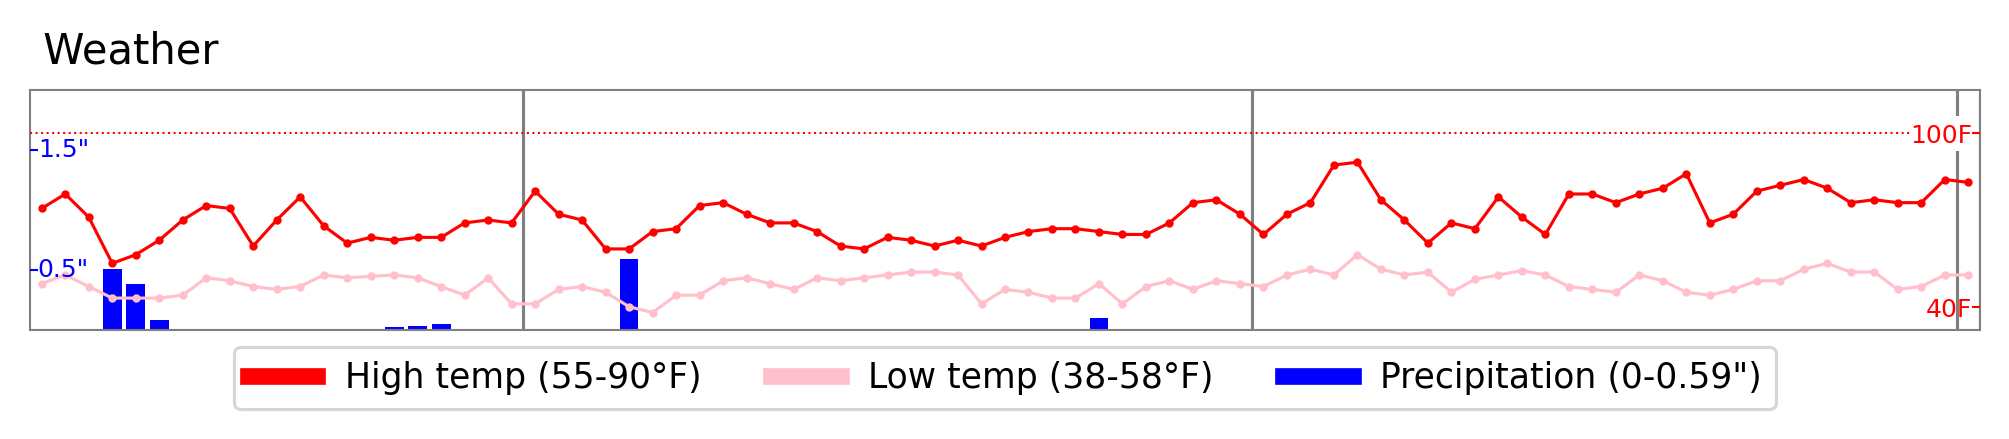 Weather
1.5"
100F
0.5"
40F
High temp (55-90°F) Low temp (38-58°F) Precipitation (0-0.59")